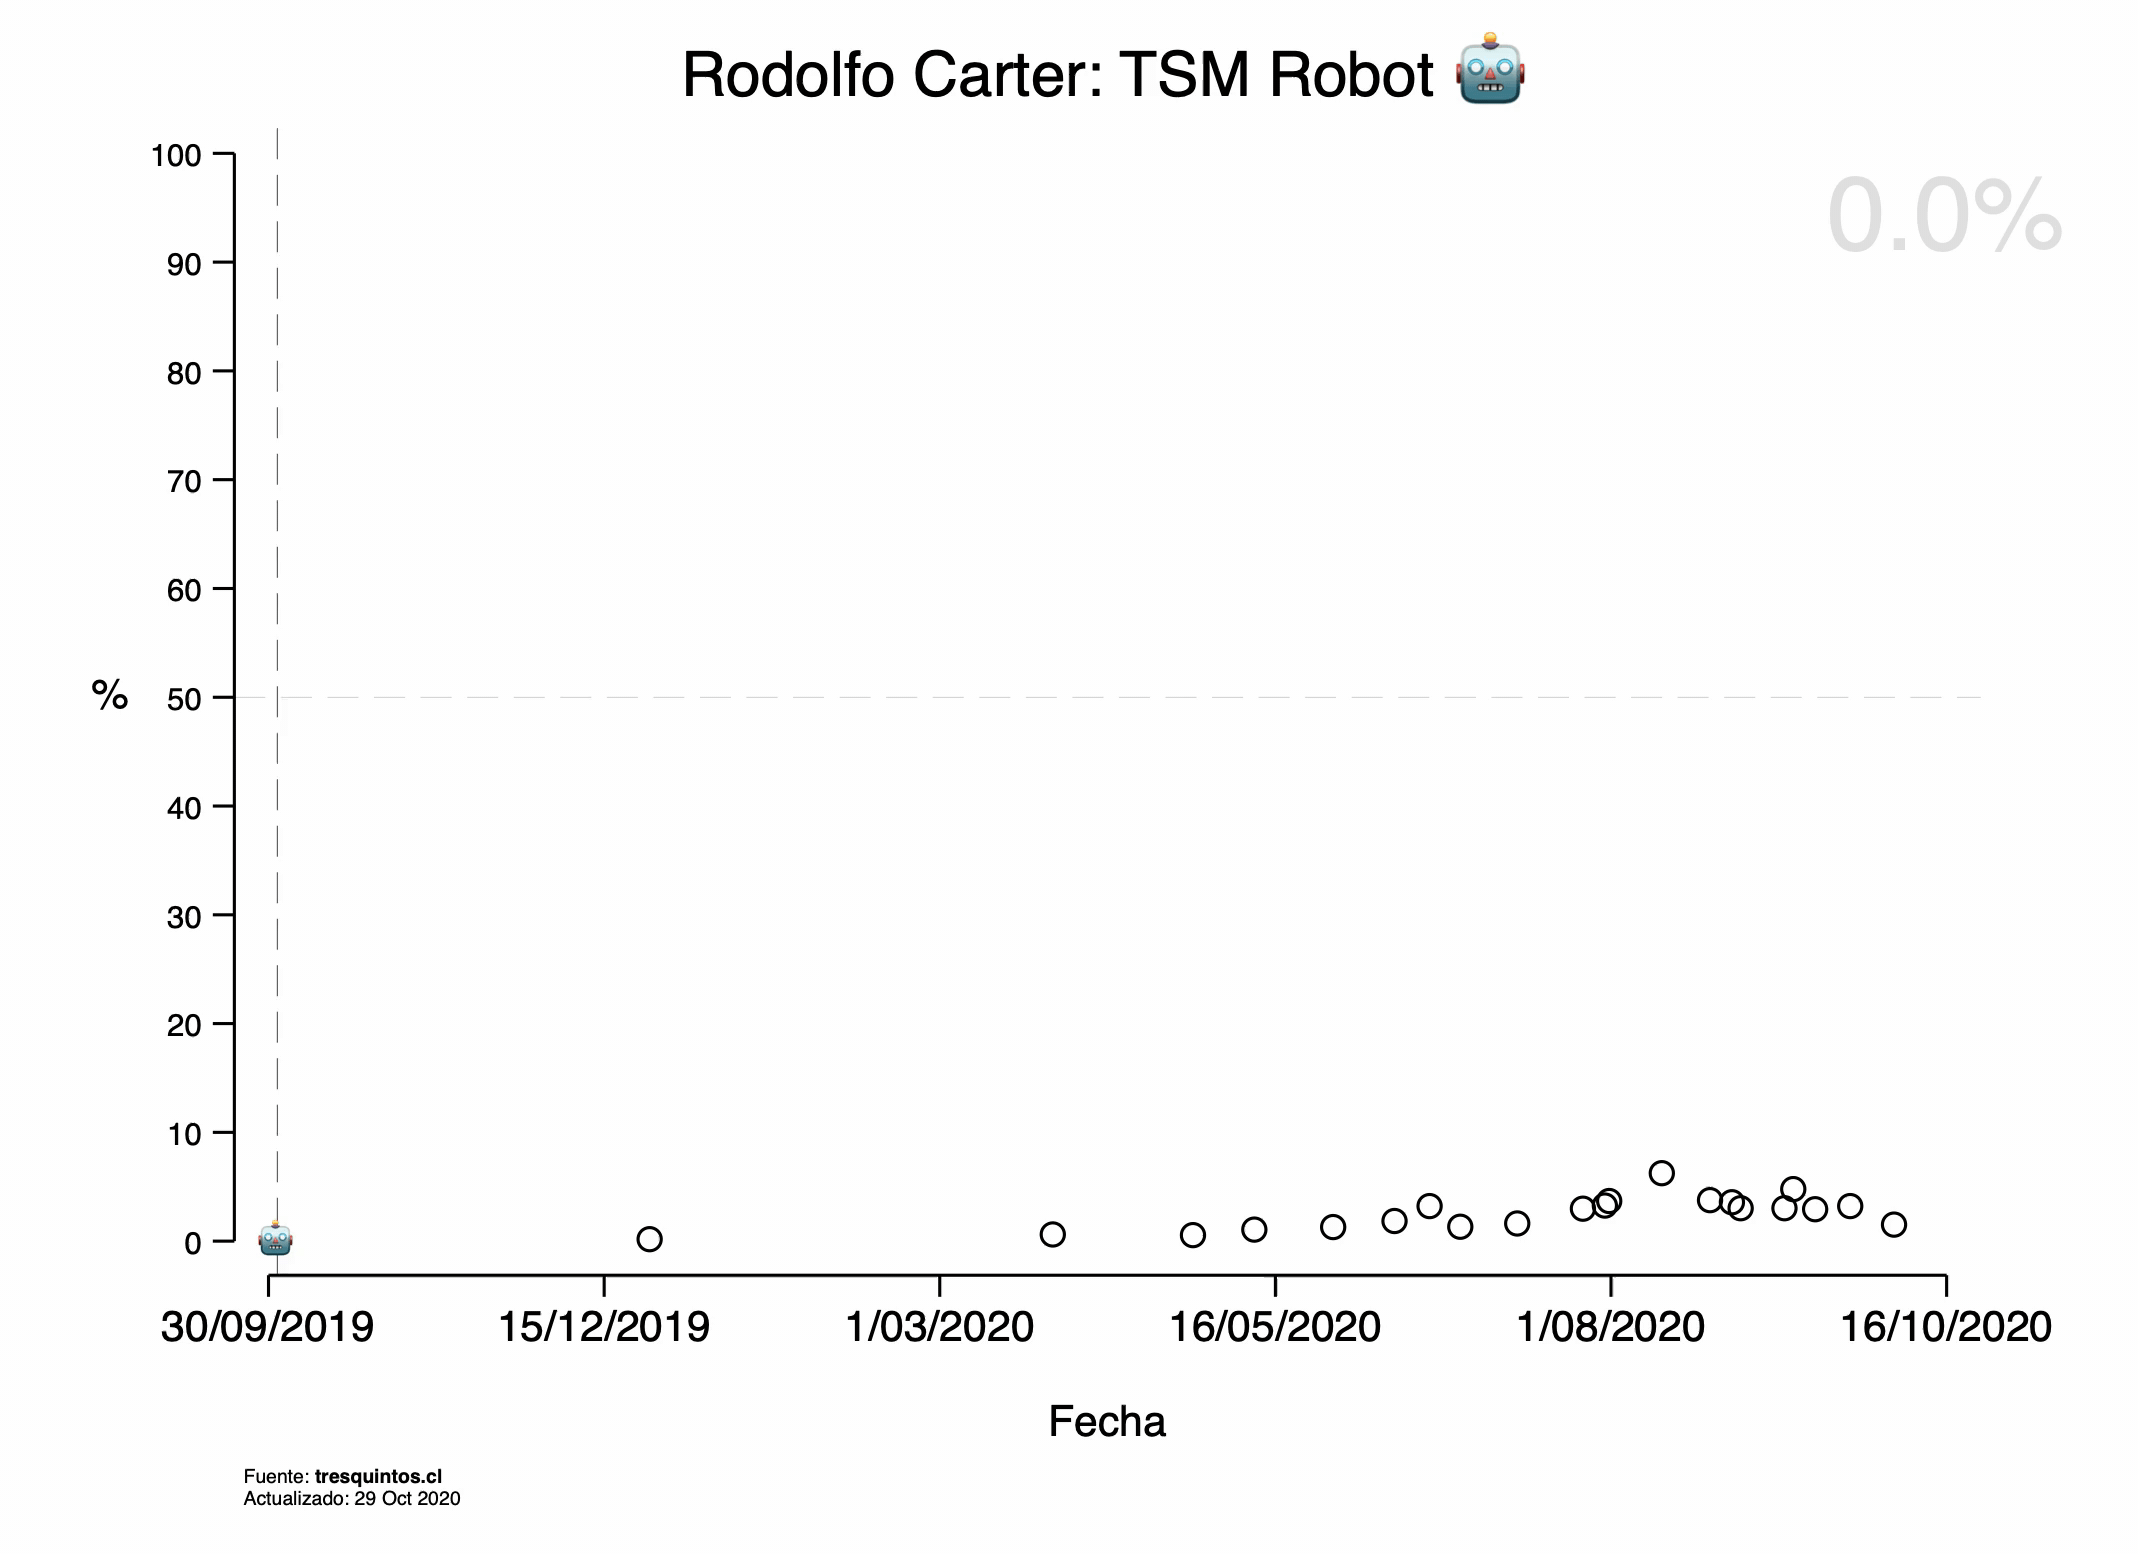 Rodolfo Carter: TSM Robot 🤖
0.0%
100
90
80
70
60
50
40
30
20
10
0
%
30/09/2019 15/12/2019 1/03/2020 16/05/2020 1/08/2020 16/10/2020
Fecha
Fuente: tresquintos.cl
Actualizado: 29 Oct 2020